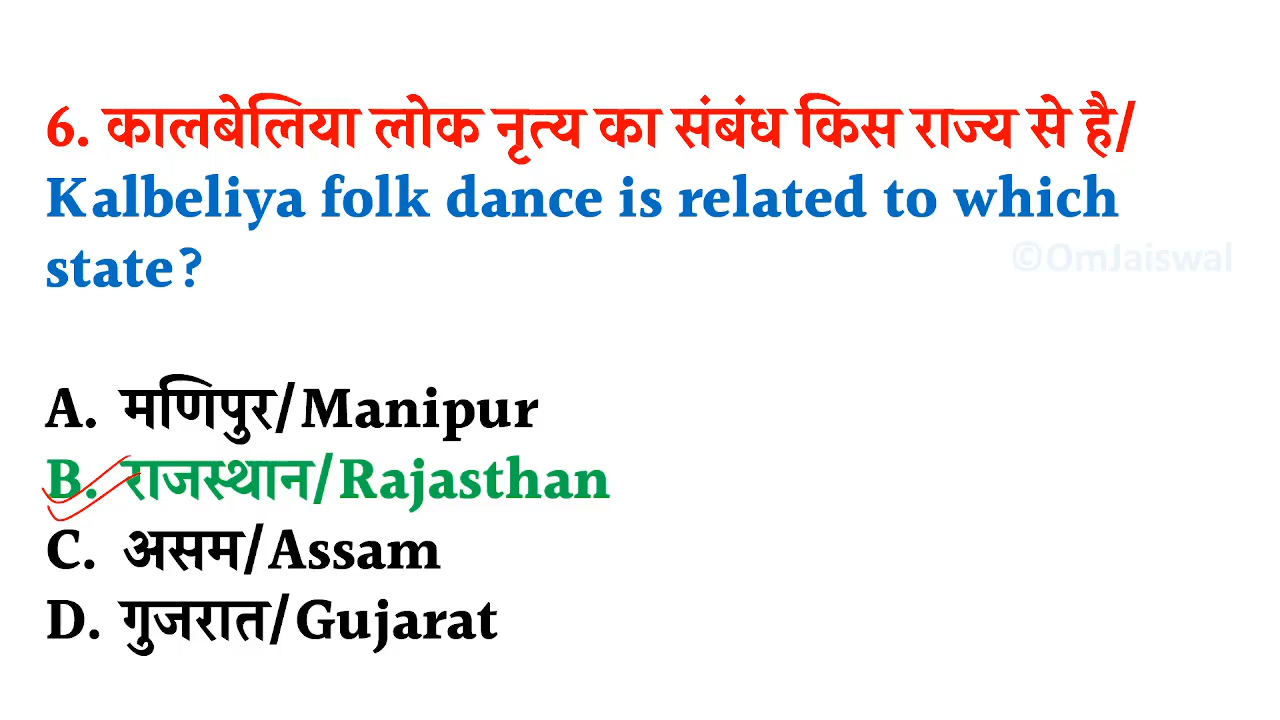 6. कालबेलिया लोक नृत्य का संबंध किस राज्य से है/
Kalbeliya folk dance is related to which
state?
©OmJaiswal
A. मणिपुर/Manipur
B. राजस्थान/Rajasthan
C. असम/Assam
D. गुजरात/Gujarat